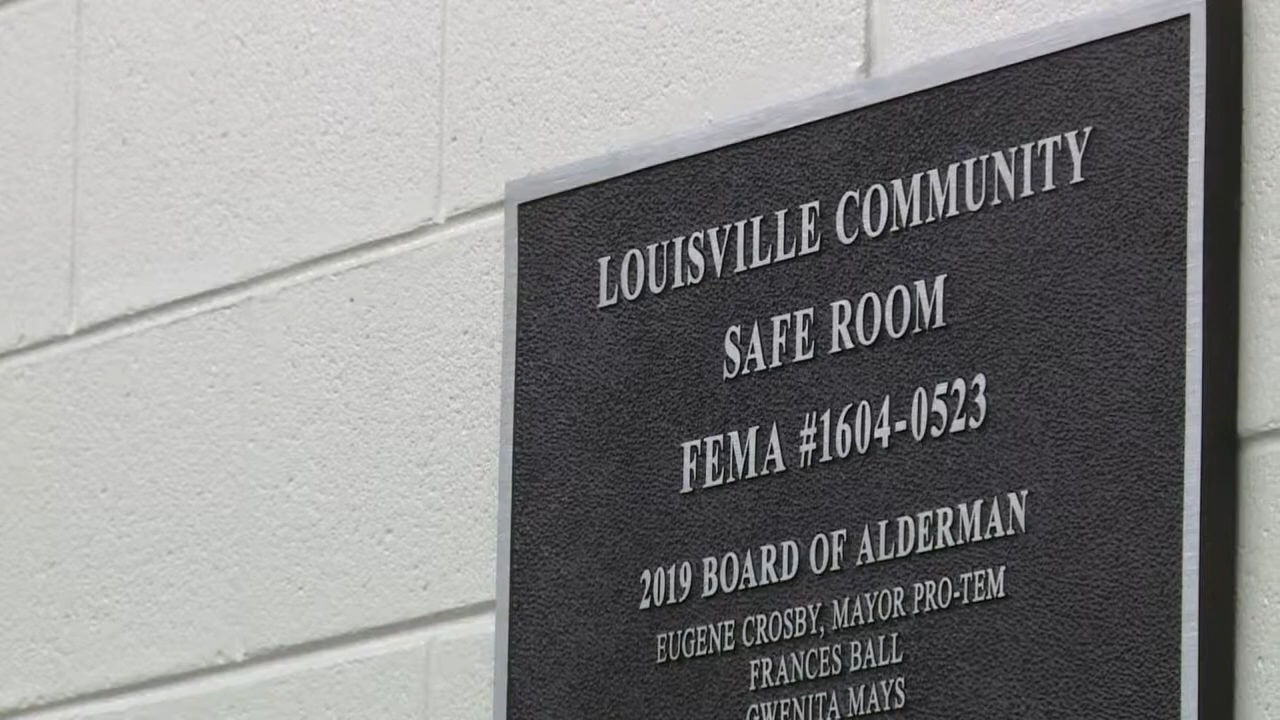 LOUISVILLE COMMUNITY
SAFE ROOM
FEMA #1604-0523
2019 BOARD OF ALDERMAN
EUGENE CROSBY, MAYOR PRO-TEM
FRANCES BALL
GWENITA MAYS